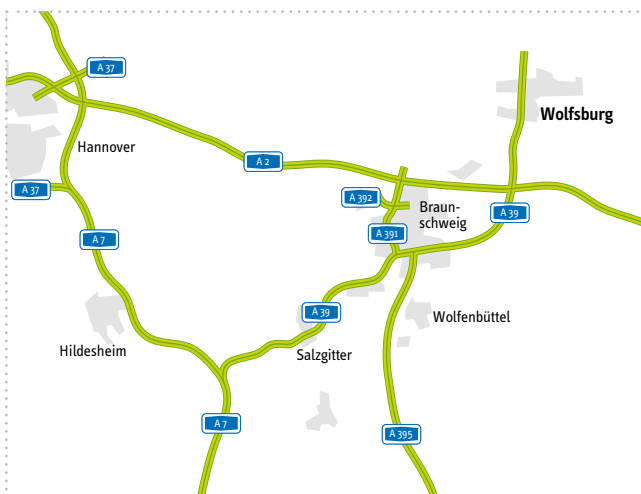 A 37
Wolfsburg
Hannover
A 2
A 37
A 392
Braun-
schweig
A 39
A 391
A 7
A 39
Wolfenbüttel
Hildesheim
Salzgitter
A 7
A 395